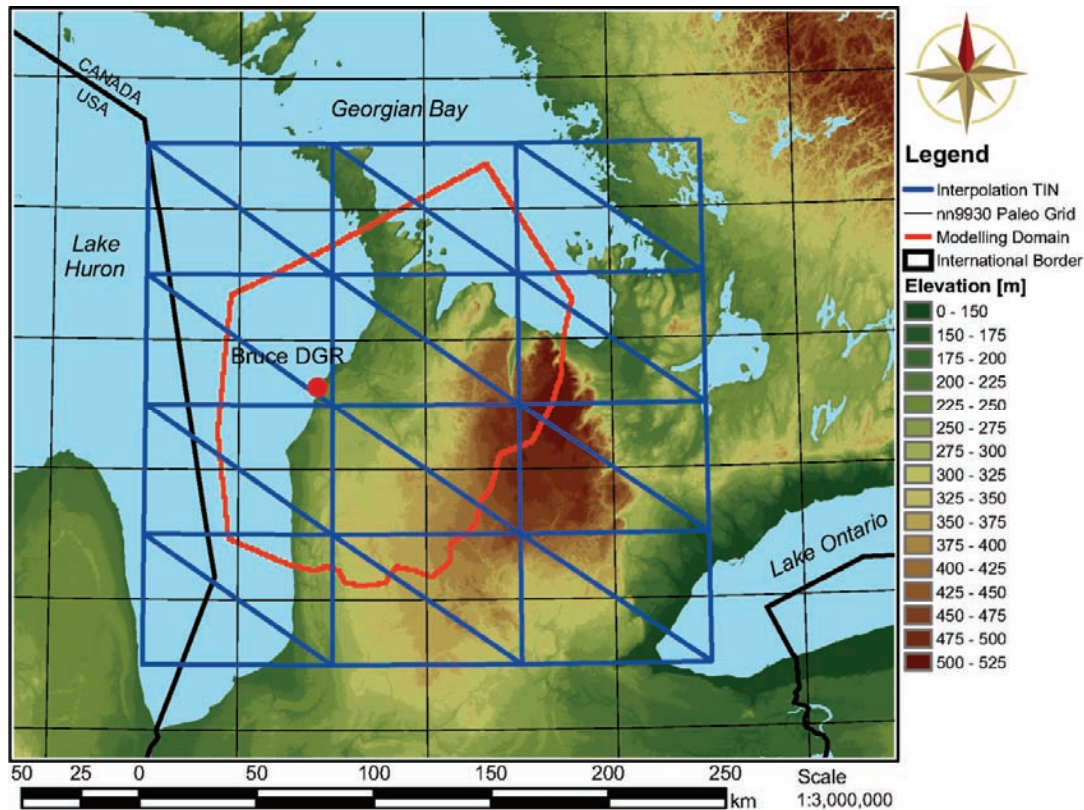 CANADA
USA
Georgian Bay
Lake
Huron
Bruce DGR
Lake Ontario
Legend
Interpolation TIN
nn9930 Paleo Grid
Modelling Domain
International Border
Elevation [m]
0 - 150
150 - 175
175 - 200
200 - 225
225 - 250
250 - 275
275 - 300
300 - 325
325 - 350
350 - 375
375 - 400
400 - 425
425 - 450
450 - 475
475 - 500
500 - 525
50 25 0 50 100 150 200 250
km
Scale
1:3,000,000